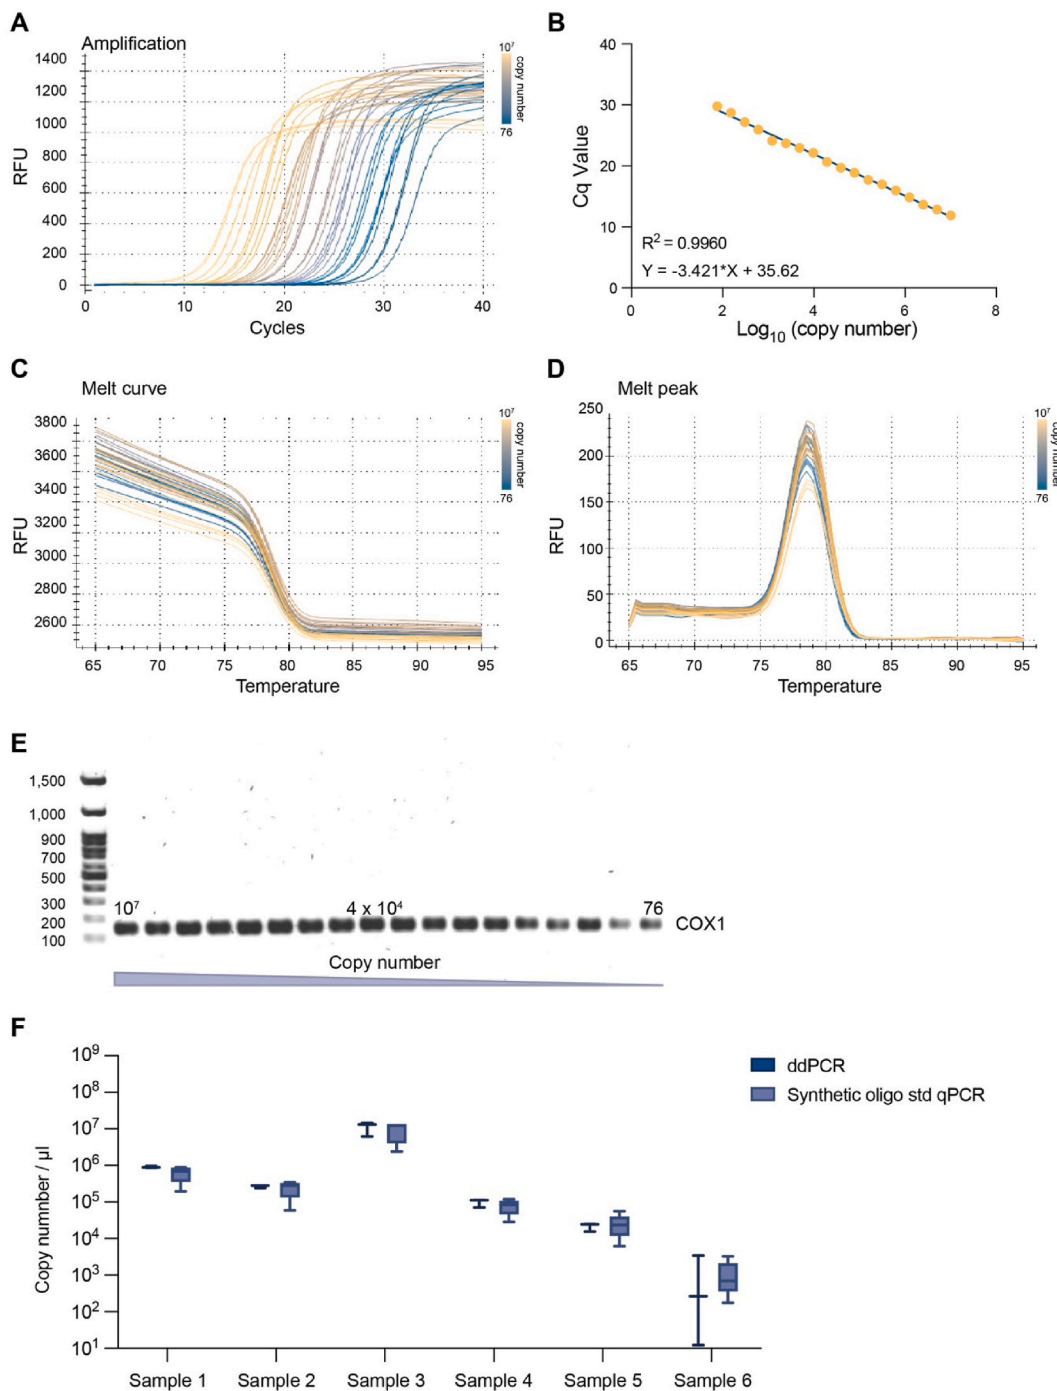 A
Amplification
1400
1200
1000
800
600
400
200
0
RFU
0 10 20 30 40
Cycles
10⁷
copy number
76
B
40
30
20
10
0
Cq Value
R² = 0.9960
Y = -3.421*X + 35.62
0 2 4 6 8
Log₁₀ (copy number)
C
Melt curve
3800
3600
3400
3200
3000
2800
2600
RFU
65 70 75 80 85 90 95
Temperature
10⁷
copy number
76
D
Melt peak
250
200
150
100
50
0
RFU
65 70 75 80 85 90 95
Temperature
10⁷
copy number
76
E
1,500
1,000
900
700
500
300
200
100
10⁷ 4 x 10⁴ 76
COX1
Copy number
F
10⁹
10⁸
10⁷
10⁶
10⁵
10⁴
10³
10²
10¹
Copy numnber / µl
Sample 1 Sample 2 Sample 3 Sample 4 Sample 5 Sample 6
ddPCR
Synthetic oligo std qPCR